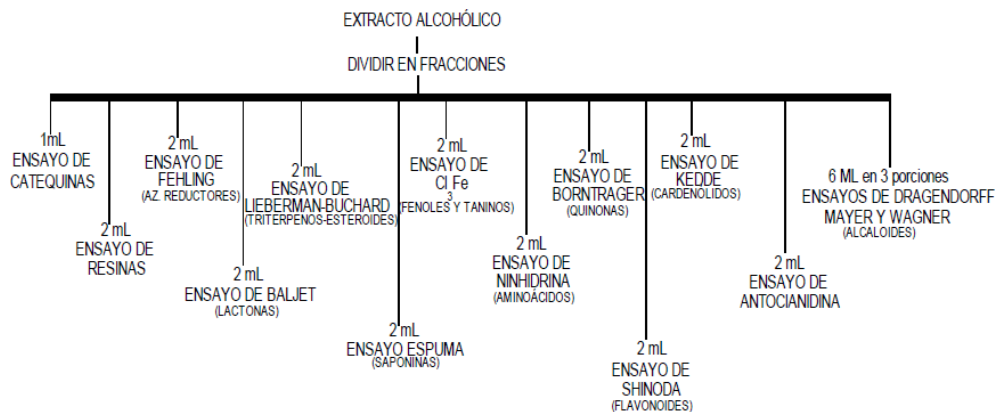 EXTRACTO ALCOHÓLICO
DIVIDIR EN FRACCIONES
1mL
ENSAYO DE
CATEQUINAS
2 mL
ENSAYO DE
RESINAS
2 mL
ENSAYO DE
FEHLING
(AZ. REDUCTORES)
2 mL
ENSAYO DE BALJET
(LACTONAS)
2 mL
ENSAYO DE
LIEBERMAN-BUCHARD
(TRITERPENOS-ESTEROIDES)
2 mL
ENSAYO ESPUMA
(SAPONINAS)
2 mL
ENSAYO DE
Cl Fe
3
(FENOLES Y TANINOS)
2 mL
ENSAYO DE
NINHIDRINA
(AMINOÁCIDOS)
2 mL
ENSAYO DE
BORNTRAGER
(QUINONAS)
2 mL
ENSAYO DE
SHINODA
(FLAVONOIDES)
2 mL
ENSAYO DE
KEDDE
(CARDENOLIDOS)
2 mL
ENSAYO DE
ANTOCIANIDINA
6 ML en 3 porciones
ENSAYOS DE DRAGENDORFF
MAYER Y WAGNER
(ALCALOIDES)